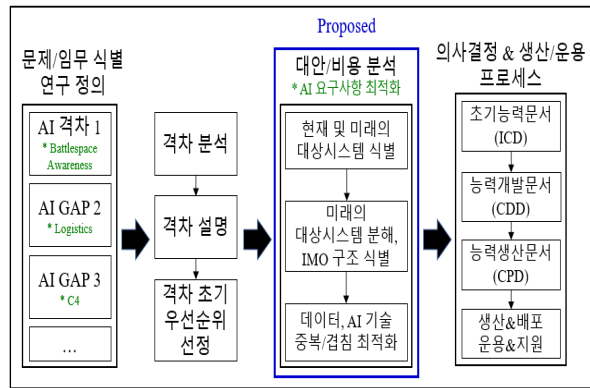 Proposed
문제/임무 식별
연구 정의
AI 격차 1
* Battlespace
Awareness
AI GAP 2
* Logistics
AI GAP 3
* C4
...
격차 분석
격차 설명
격차 초기
우선순위
선정
대안/비용 분석
* AI 요구사항 최적화
현재 및 미래의
대상시스템 식별
미래의
대상시스템 분해,
IMO 구조 식별
데이터, AI 기술
중복/겹침 최적화
의사결정 & 생산/운용
프로세스
초기능력문서
(ICD)
능력개발문서
(CDD)
능력생산문서
(CPD)
생산&배포
운용&지원